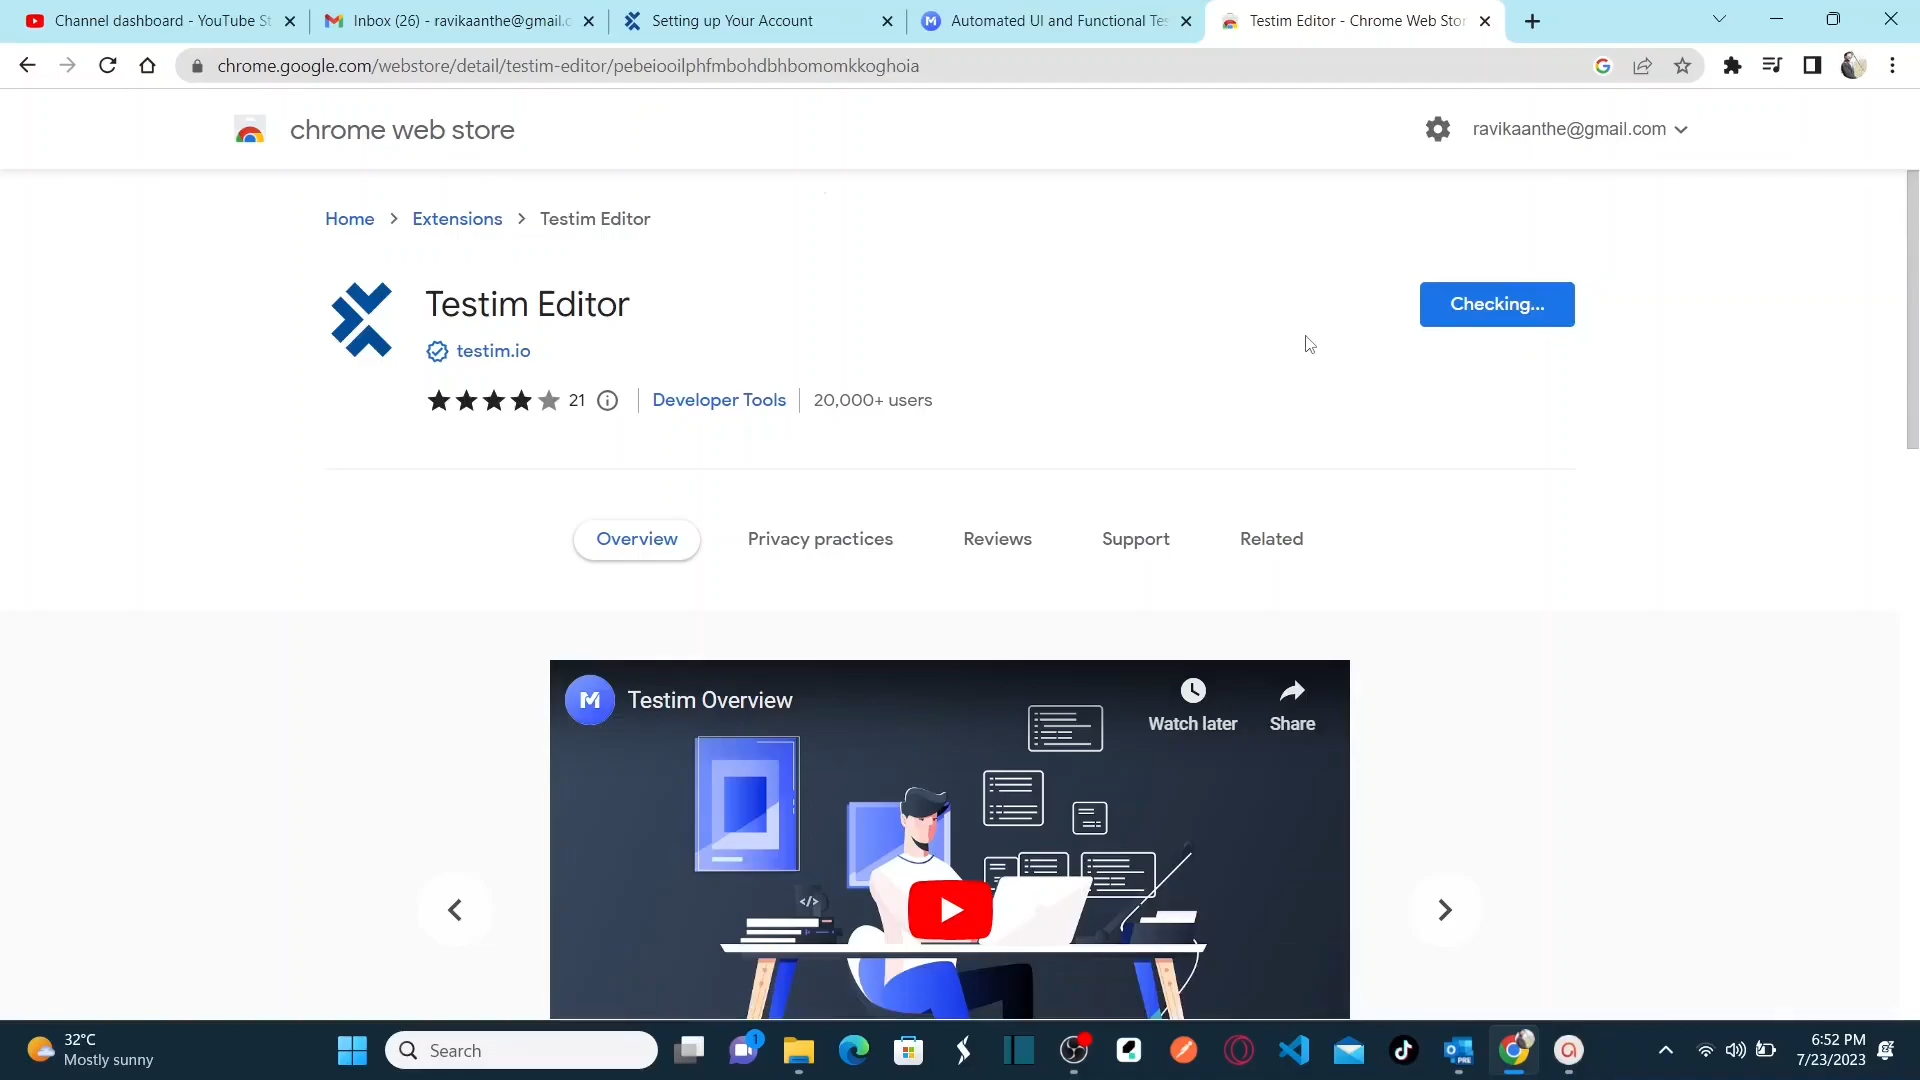 Channel dashboard - YouTube St
Inbox (26) - ravikaanthe@gmail.c
Setting up Your Account
Automated UI and Functional Tes
Testim Editor - Chrome Web Stor
chrome.google.com/webstore/detail/testim-editor/pebeiooilphfmbohdbhbomomkkoghoia
chrome web store
ravikaanthe@gmail.com
Home > Extensions > Testim Editor
Testim Editor
Checking...
testim.io
21
Developer Tools
20,000+ users
Overview
Privacy practices
Reviews
Support
Related
Testim Overview
Watch later
Share
</>
32°C
Mostly sunny
Search
1
PRE
6:52 PM
7/23/2023